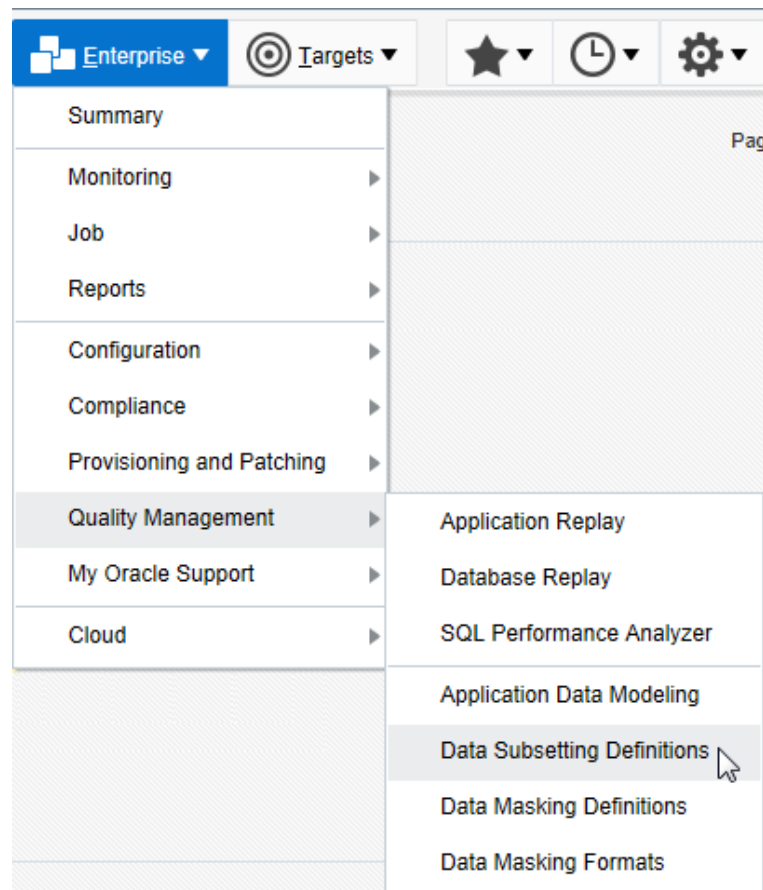 Enterprise
Targets
Summary
Pag
Monitoring
Job
Reports
Configuration
Compliance
Provisioning and Patching
Quality Management
Application Replay
My Oracle Support
Database Replay
Cloud
SQL Performance Analyzer
Application Data Modeling
Data Subsetting Definitions
Data Masking Definitions
Data Masking Formats